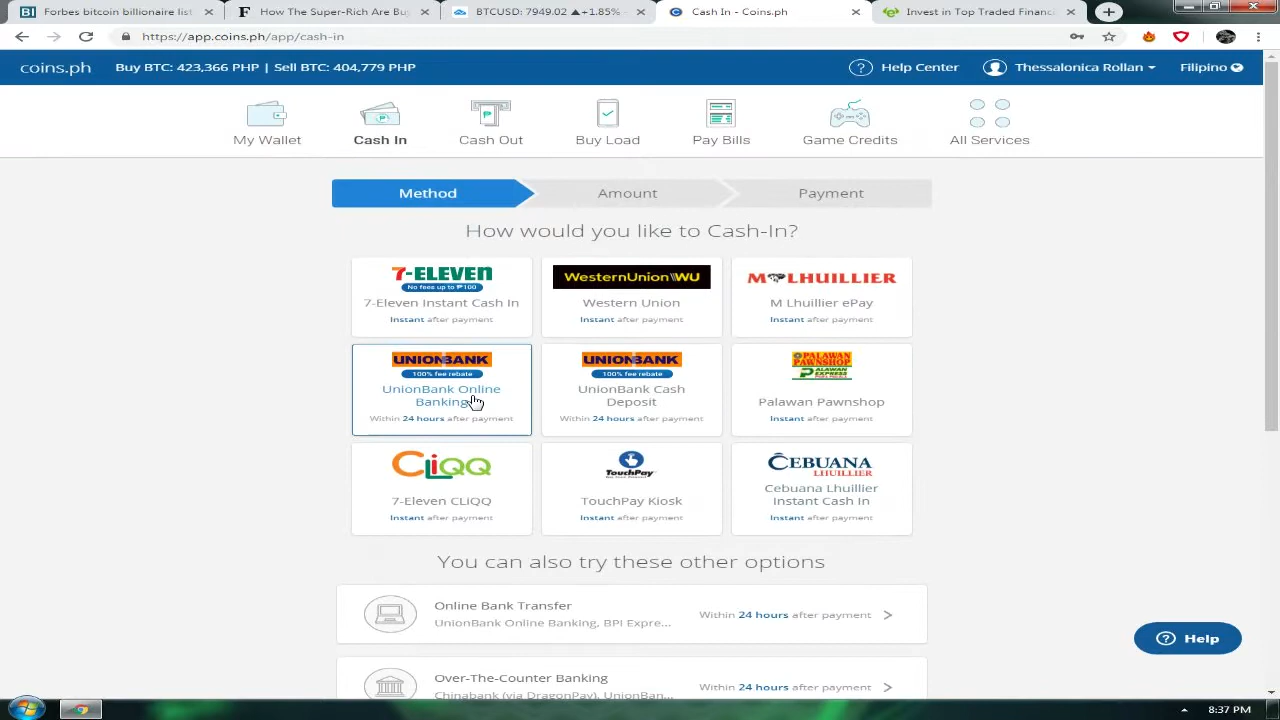 Forbes bitcoin billionaire list
How The Super-Rich Are Bu
BTCUSD: 7949.02 ▲+1.85%
Cash In - Coins.ph
Invest in Top Traded Financi
https://app.coins.ph/app/cash-in
coins.ph
Buy BTC: 423,366 PHP | Sell BTC: 404,779 PHP
Help Center
Thessalonica Rollan
Filipino
My Wallet
Cash In
Cash Out
Buy Load
Pay Bills
Game Credits
All Services
Method
Amount
Payment
How would you like to Cash-In?
7-ELEVEN
No fees up to ₱100
7-Eleven Instant Cash In
Instant after payment
WesternUnion WU
Western Union
Instant after payment
M LHUILLIER
M Lhuillier ePay
Instant after payment
UNIONBANK
100% fee rebate
UnionBank Online
Banking
Within 24 hours after payment
UNIONBANK
100% fee rebate
UnionBank Cash
Deposit
Within 24 hours after payment
PALAWAN
PAWNSHOP
PALAWAN
EXPRESS
Palawan Pawnshop
Instant after payment
CLiQQ
7-Eleven CLiQQ
Instant after payment
TouchPay
TouchPay Kiosk
Instant after payment
CEBUANA
LHUILLIER
Cebuana Lhuillier
Instant Cash In
Instant after payment
You can also try these other options
Online Bank Transfer
UnionBank Online Banking, BPI Expre...
Within 24 hours after payment
Over-The-Counter Banking
Chinabank (via DragonPay), UnionBan...
Within 24 hours after payment
Help
8:37 PM